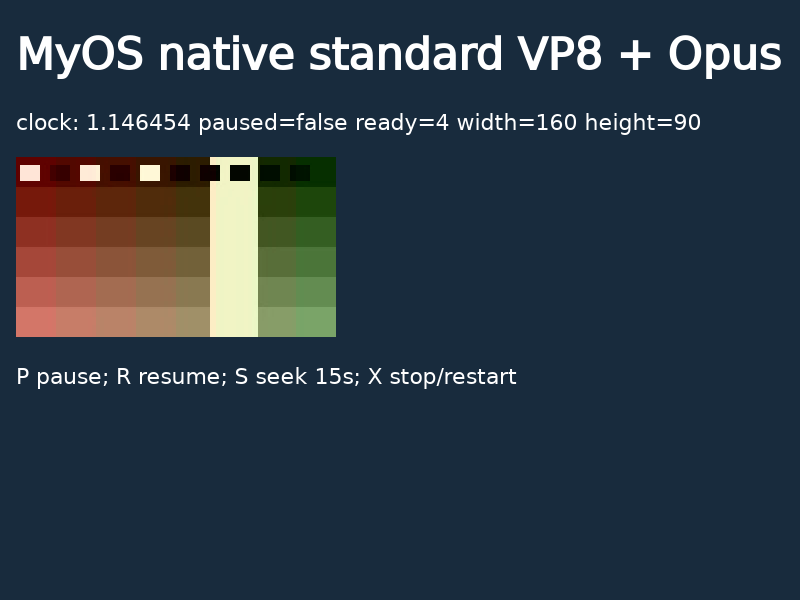 MyOS native standard VP8 + Opus
clock: 1.146454 paused=false ready=4 width=160 height=90
P pause; R resume; S seek 15s; X stop/restart